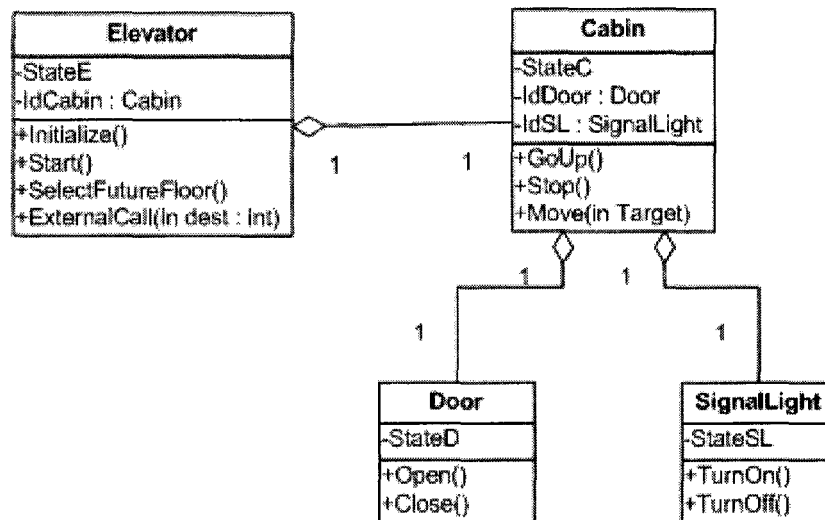 Elevator
-StateE
-IdCabin : Cabin
+Initialize()
+Start()
+SelectFutureFloor()
+ExternalCall(in dest : int)
1
1
Cabin
-StateC
-IdDoor : Door
-IdSL : SignalLight
+GoUp()
+Stop()
+Move(in Target)
1
1
1
1
Door
-StateD
+Open()
+Close()
SignalLight
-StateSL
+TurnOn()
+TurnOff()